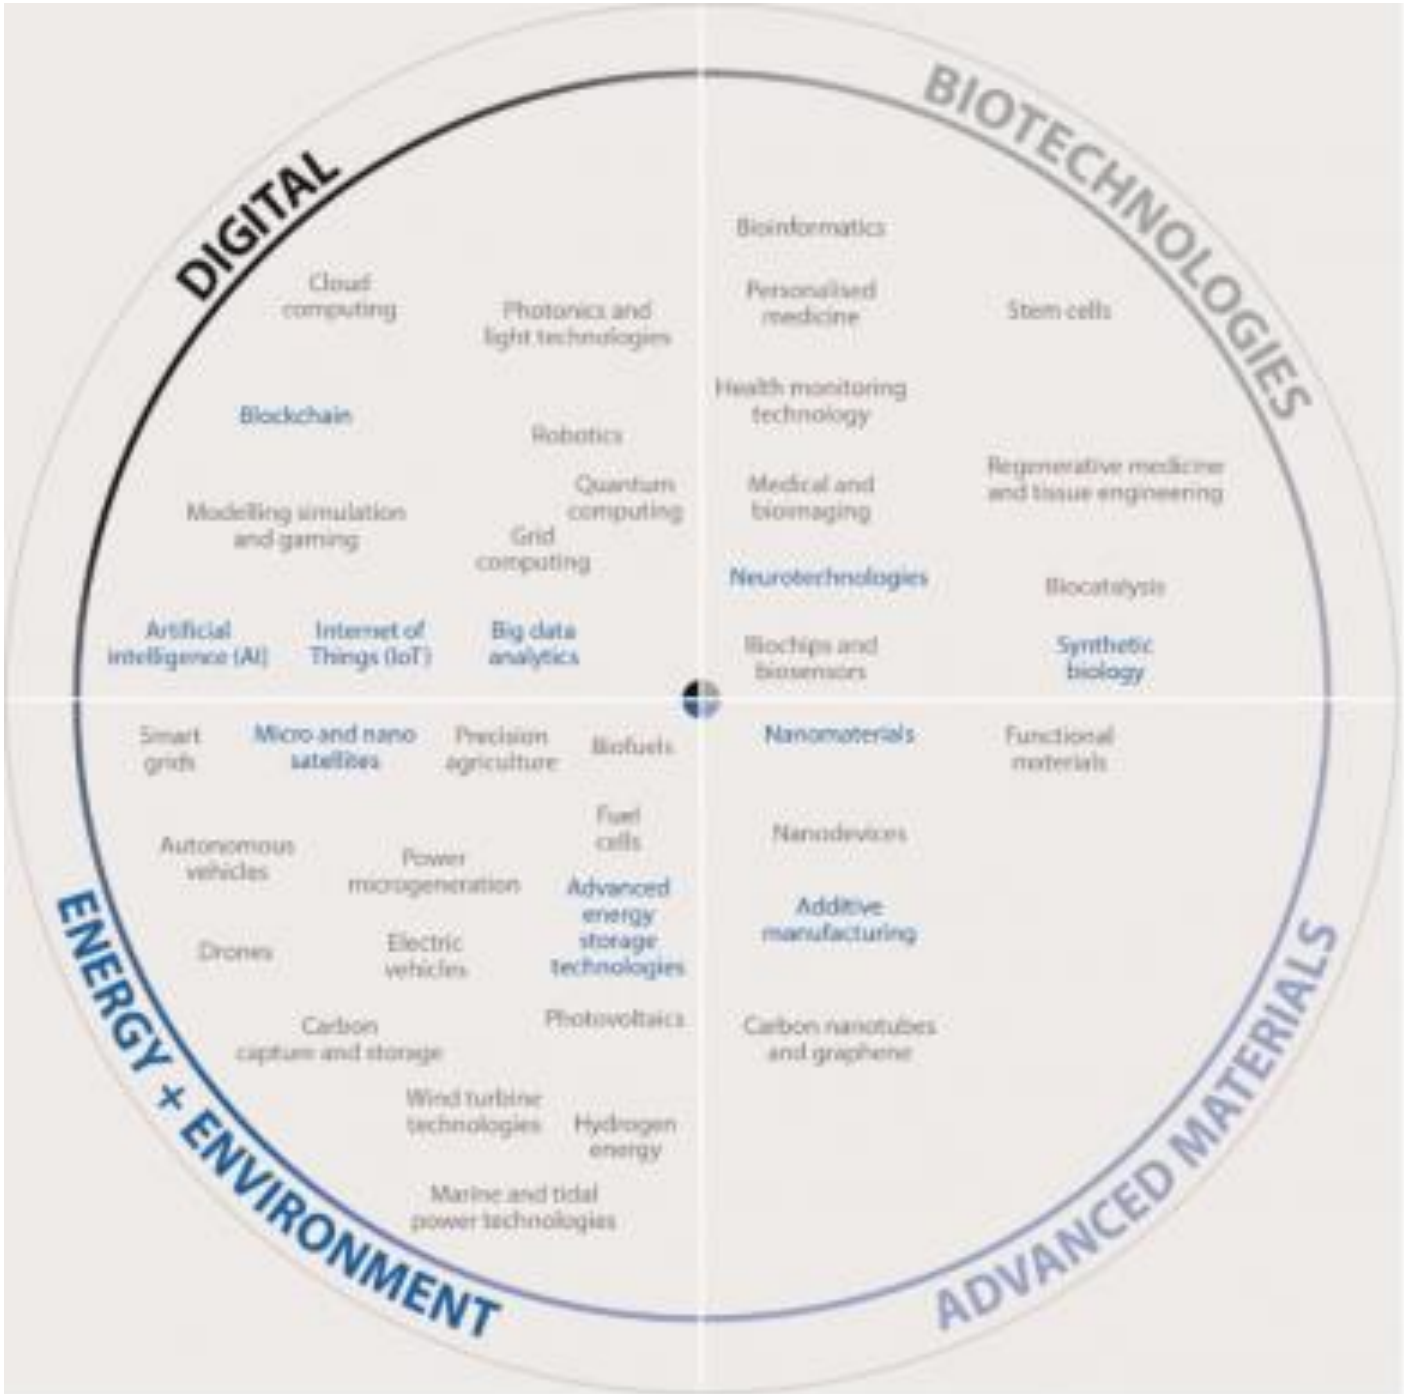 DIGITAL
Cloud
computing
Photonics and
light technologies
Blockchain
Robotics
Quantum
computing
Modelling simulation
and gaming
Grid
computing
Artificial
intelligence (AI)
Internet of
Things (IoT)
Big data
analytics
BIOTECHNOLOGIES
Bioinformatics
Personalised
medicine
Stem cells
Health monitoring
technology
Regenerative medicine
and tissue engineering
Medical and
bioimaging
Neurotechnologies
Biocatalysis
Biochips and
biosensors
Synthetic
biology
ENERGY + ENVIRONMENT
Smart
grids
Micro and nano
satellites
Precision
agriculture
Biofuels
Fuel
cells
Autonomous
vehicles
Power
microgeneration
Advanced
energy
storage
technologies
Drones
Electric
vehicles
Photovoltaics
Carbon
capture and storage
Wind turbine
technologies
Hydrogen
energy
Marine and tidal
power technologies
ADVANCED MATERIALS
Nanomaterials
Functional
materials
Nanodevices
Additive
manufacturing
Carbon nanotubes
and graphene